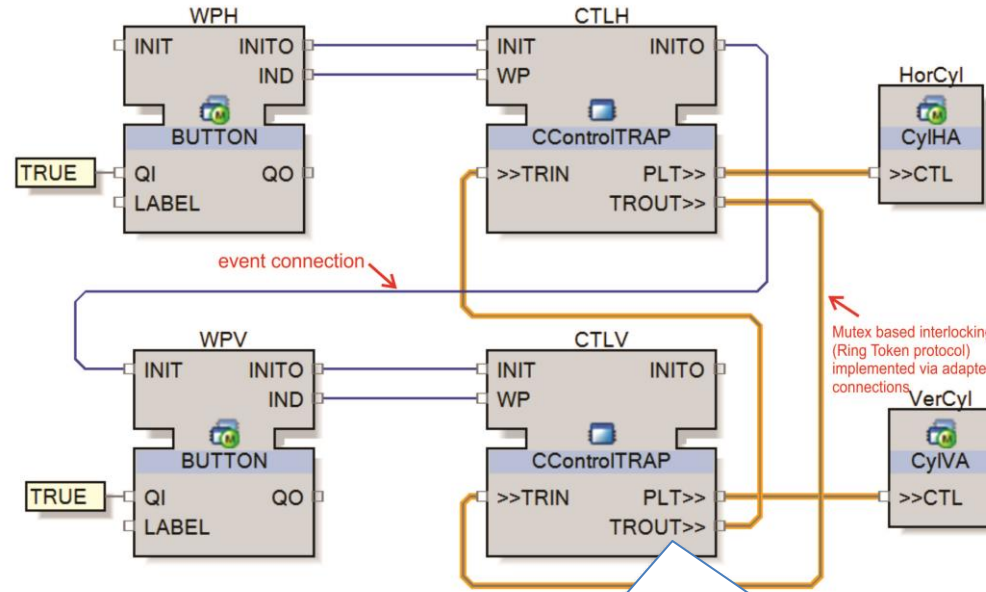 WPH
INIT INITO
IND
BUTTON
TRUE
QI QO
LABEL
CTLH
INIT INITO
WP
CControlTRAP
>>TRIN PLT>>
TROUT>>
HorCyl
M
CylHA
>>CTL
event connection
Mutex based interlocking
(Ring Token protocol)
implemented via adapte
connections
WPV
INIT INITO
IND
BUTTON
TRUE
QI QO
LABEL
CTLV
INIT INITO
WP
CControlTRAP
>>TRIN PLT>>
TROUT>>
VerCyl
M
CylVA
>>CTL